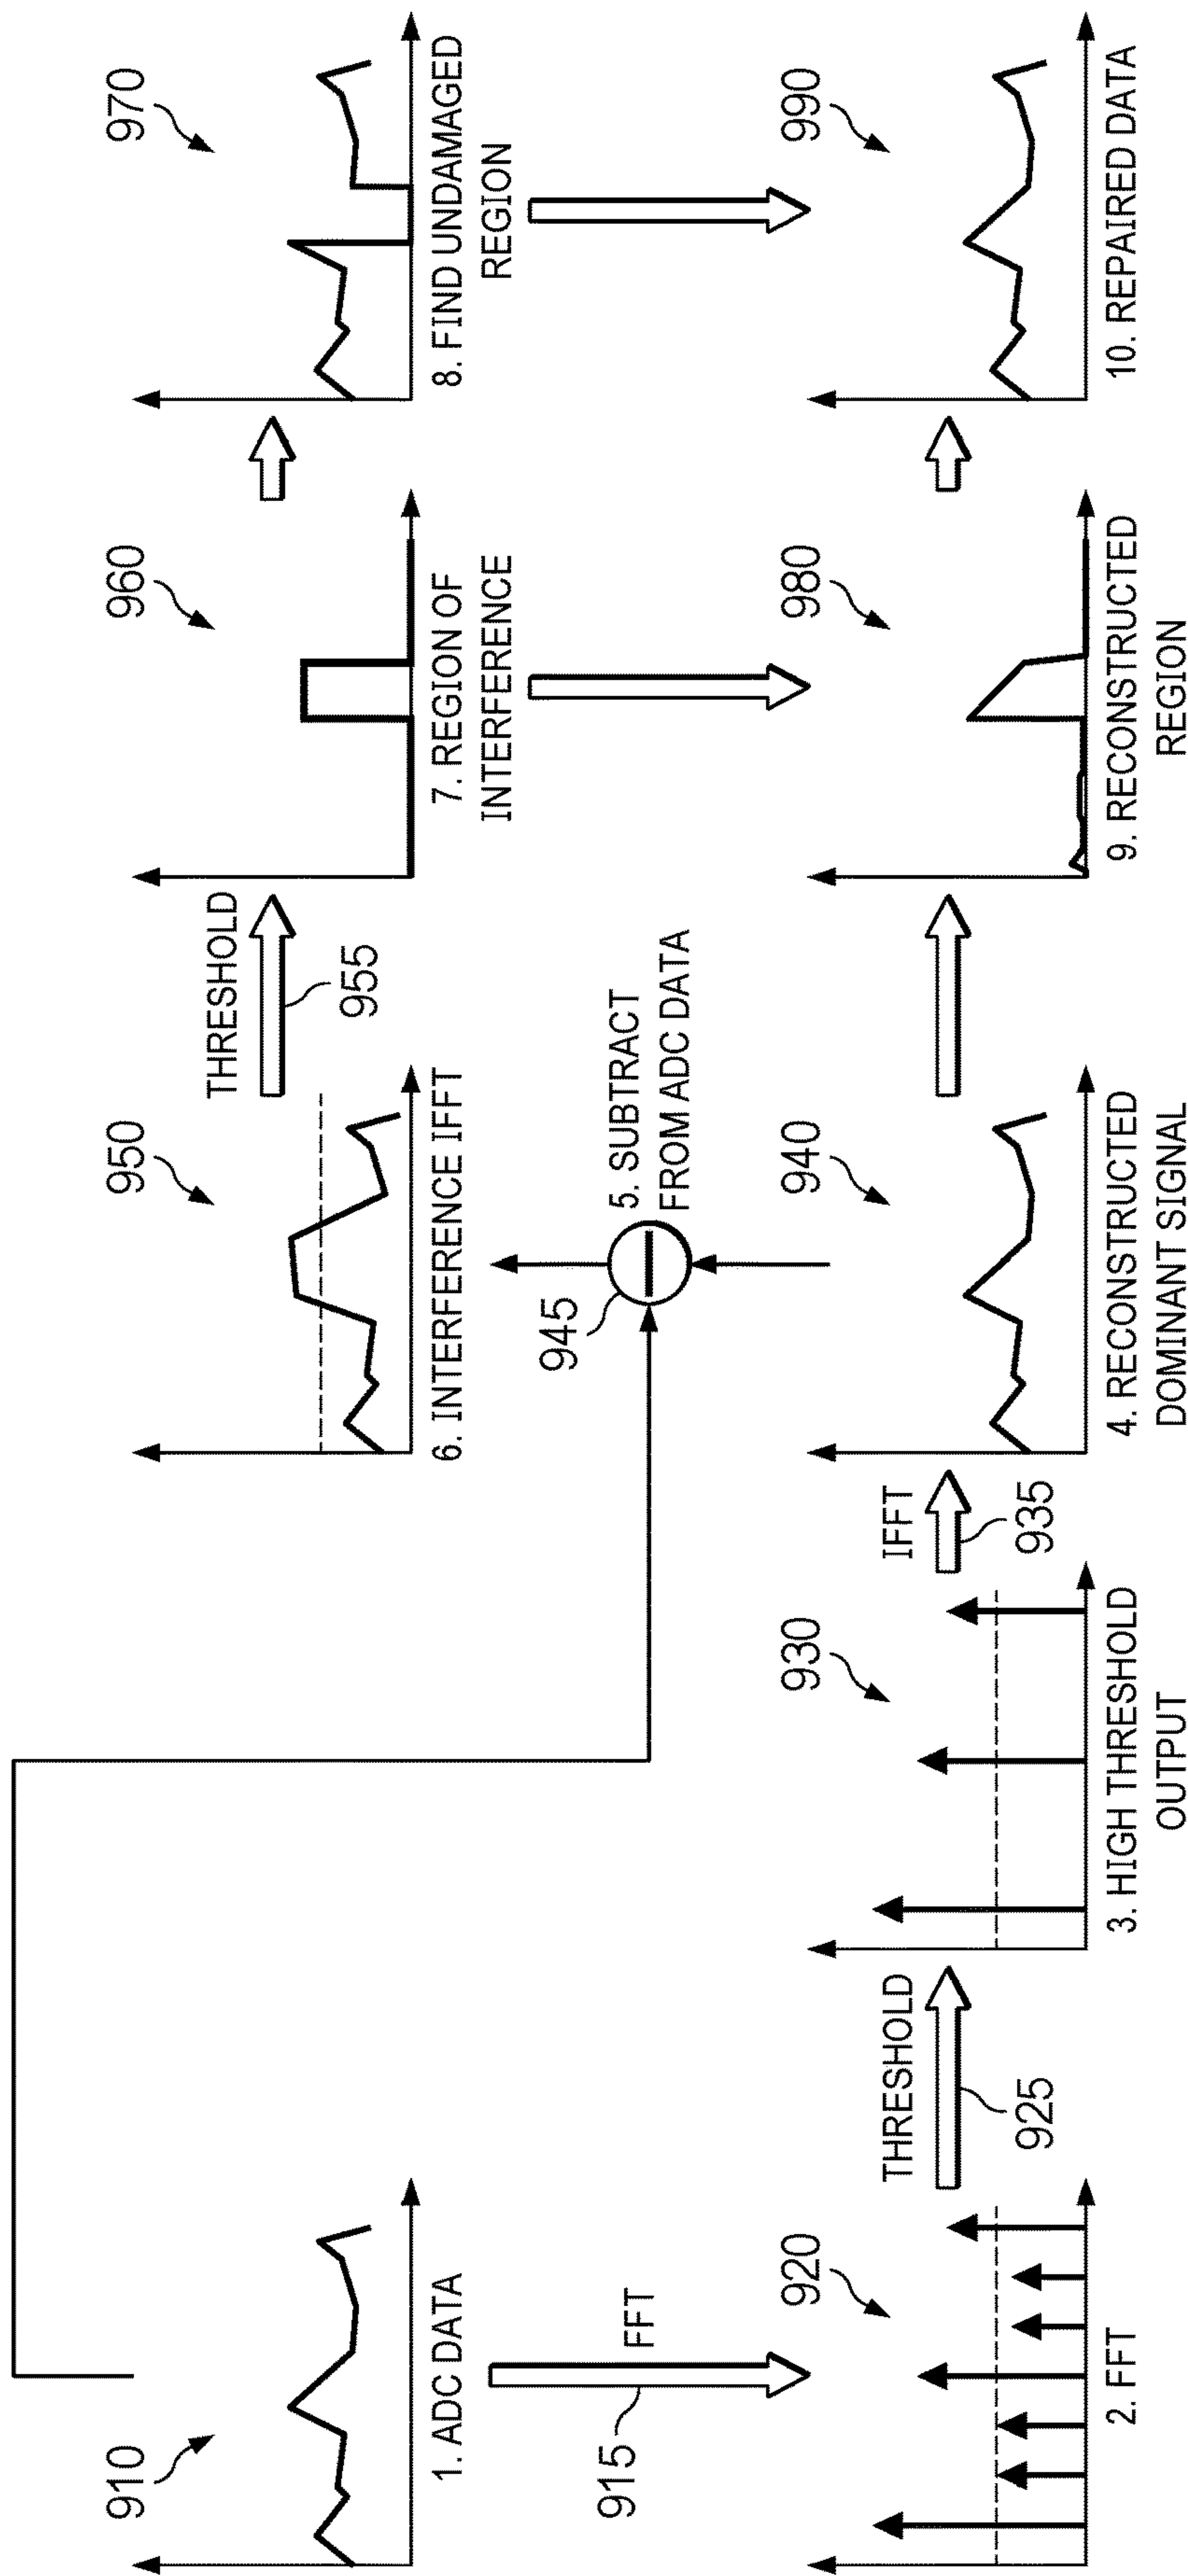 910
1. ADC DATA
915
FFT
920
2. FFT
THRESHOLD
925
930
3. HIGH THRESHOLD
OUTPUT
IFFT
935
940
4. RECONSTRUCTED
DOMINANT SIGNAL
945
5. SUBTRACT
FROM ADC DATA
950
6. INTERFERENCE IFFT
THRESHOLD
955
960
7. REGION OF
INTERFERENCE
970
8. FIND UNDAMAGED
REGION
980
9. RECONSTRUCTED
REGION
990
10. REPAIRED DATA